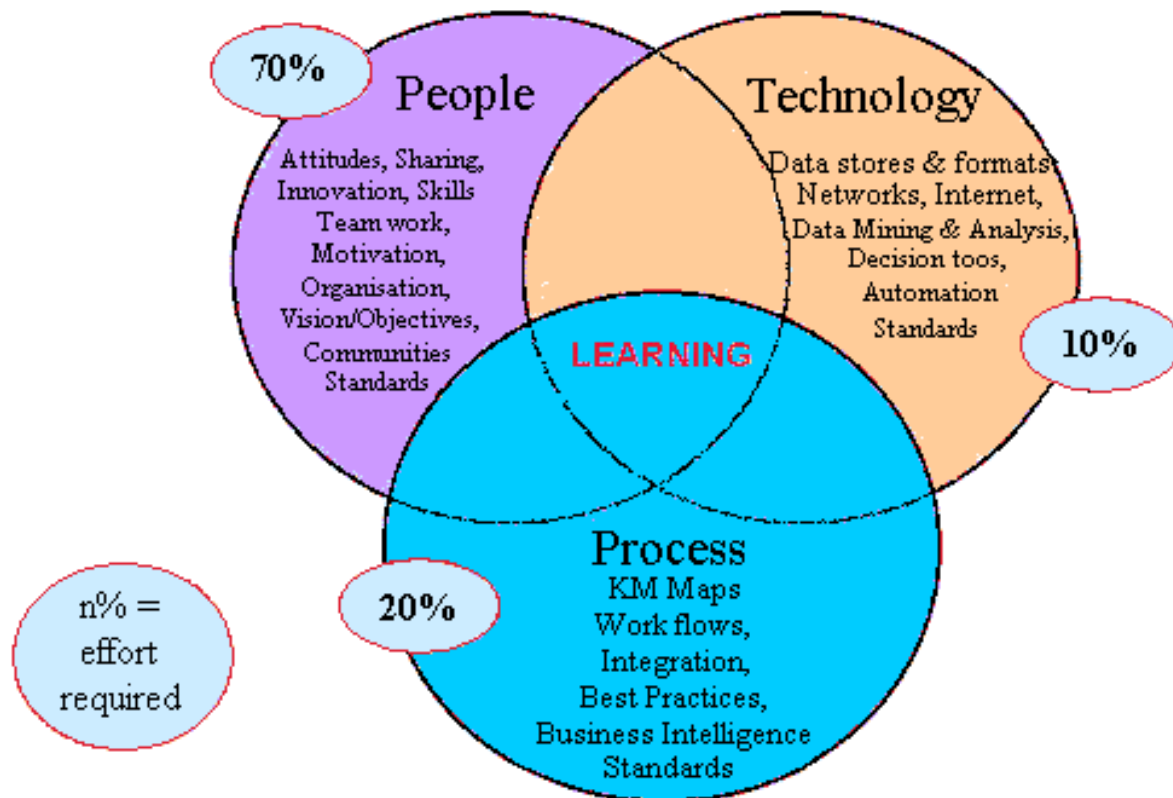 70%
People
Attitudes, Sharing,
Innovation, Skills
Team work,
Motivation,
Organisation,
Vision/Objectives,
Communities
Standards
Technology
Data stores & formats
Networks, Internet,
Data Mining & Analysis,
Decision toos,
Automation
Standards
10%
LEARNING
Process
KM Maps
Work flows,
Integration,
Best Practices,
Business Intelligence
Standards
20%
n% =
effort
required